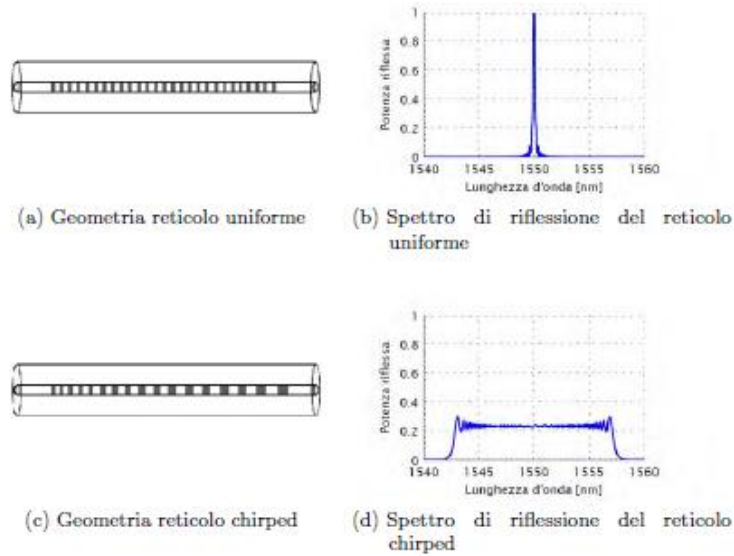 1
0.8
0.6
0.4
0.2
0
Potenza riflessa
1540 1545 1550 1555 1560
Lunghezza d'onda [nm]
(a) Geometria reticolo uniforme
(b) Spettro di riflessione del reticolo
uniforme
1
0.8
0.6
0.4
0.2
0
Potenza riflessa
1540 1545 1550 1555 1560
Lunghezza d'onda [nm]
(c) Geometria reticolo chirped
(d) Spettro di riflessione del reticolo
chirped